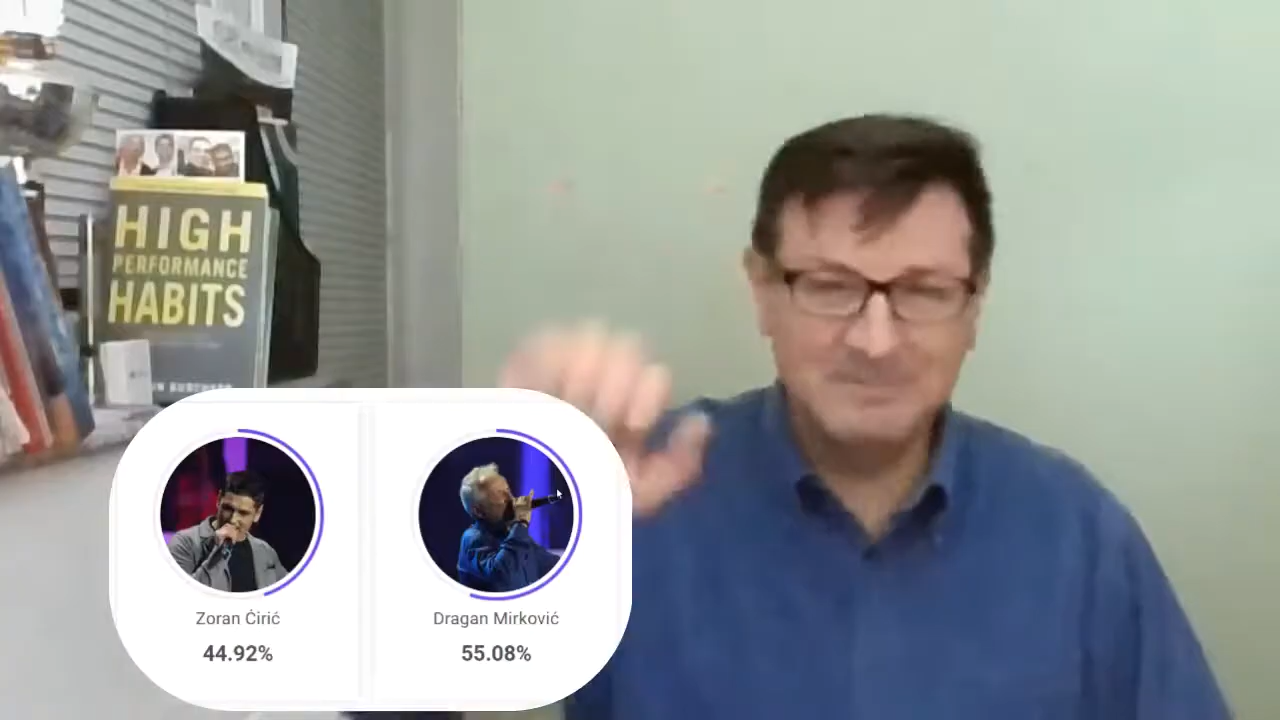 HIGH
PERFORMANCE
HABITS
Zoran Ćirić
Dragan Mirković
44.92%
55.08%